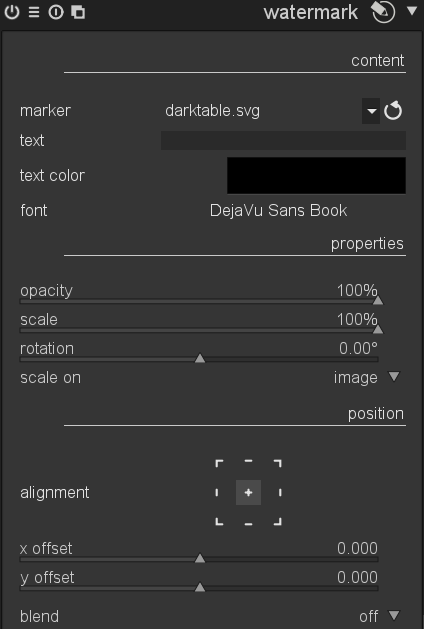 watermark
content
marker darktable.svg
text
text color
font DejaVu Sans Book
properties
opacity 100%
scale 100%
rotation 0.00°
scale on image
position
alignment
x offset 0.000
y offset 0.000
blend off